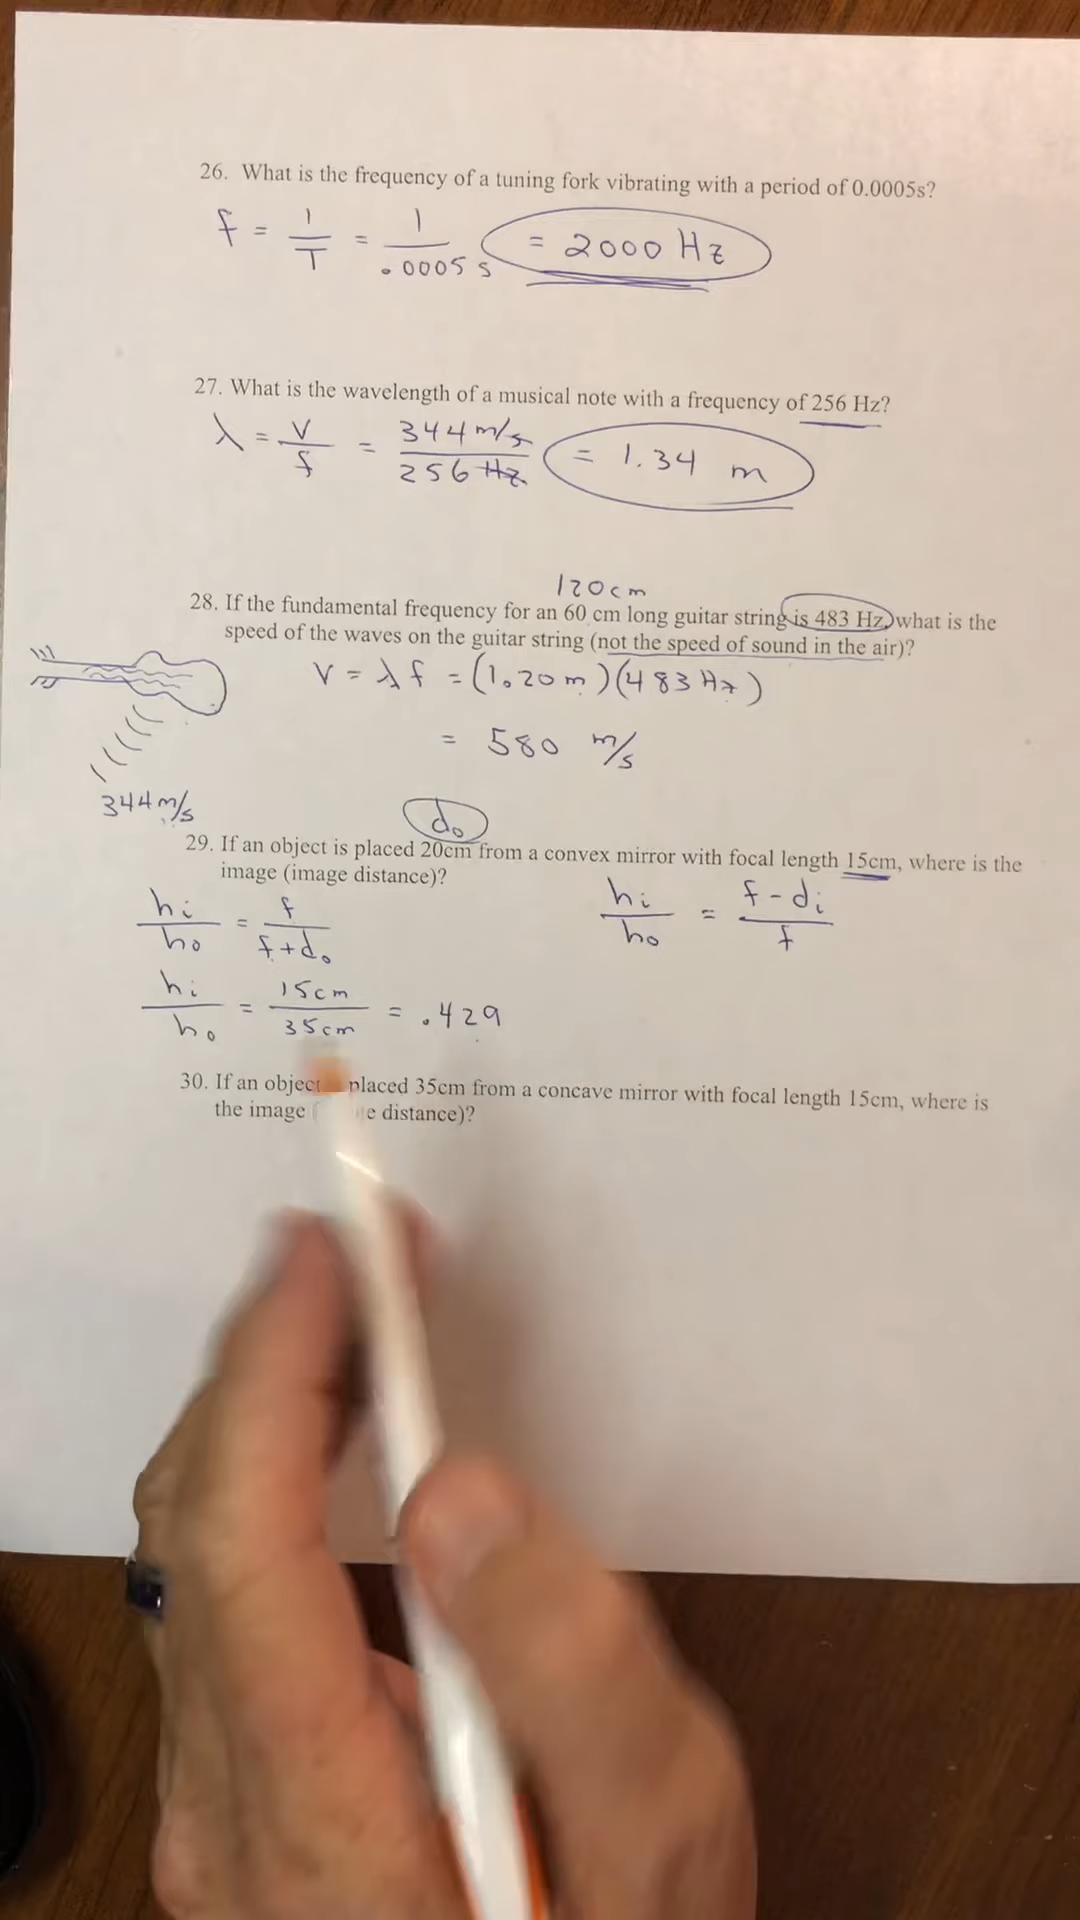 26. What is the frequency of a tuning fork vibrating with a period of 0.0005s?
f = 1/T = 1/.0005 s = 2000 Hz
27. What is the wavelength of a musical note with a frequency of 256 Hz?
λ = v/f = 344 m/s / 256 Hz = 1.34 m
120cm
28. If the fundamental frequency for an 60 cm long guitar string is 483 Hz, what is the
speed of the waves on the guitar string (not the speed of sound in the air)?
v = λ f = (1.20 m)(483 Hz)
= 580 m/s
344 m/s
do
29. If an object is placed 20cm from a convex mirror with focal length 15cm, where is the
image (image distance)?
hi/ho = f/f+do
hi/ho = f-di/f
hi/ho = 15cm/35cm = .429
30. If an object placed 35cm from a concave mirror with focal length 15cm, where is
the image distance)?